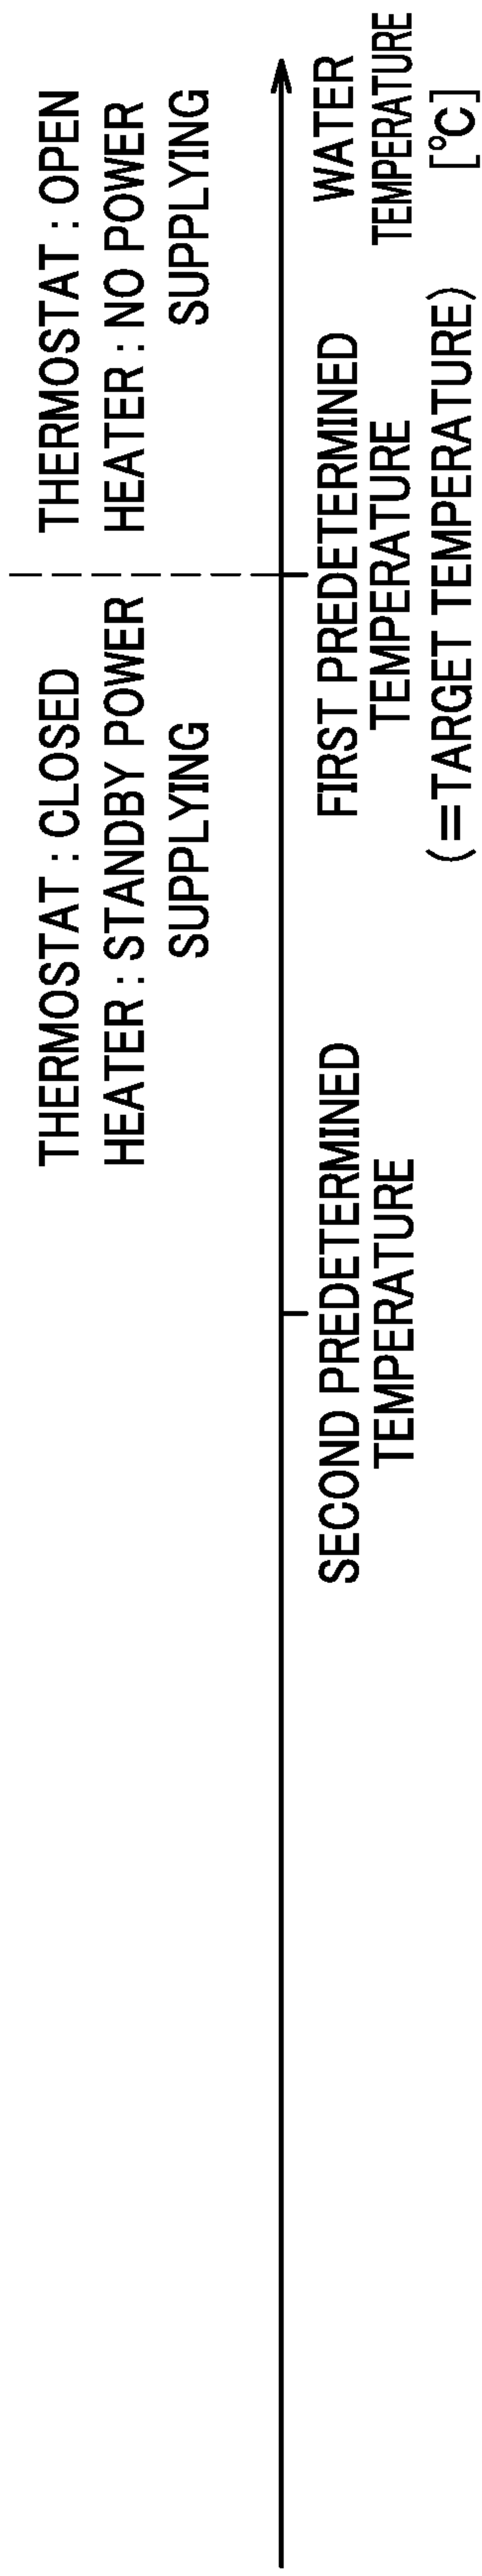 THERMOSTAT : CLOSED
HEATER : STANDBY POWER
SUPPLYING
THERMOSTAT : OPEN
HEATER : NO POWER
SUPPLYING
SECOND PREDETERMINED
TEMPERATURE
FIRST PREDETERMINED
TEMPERATURE
(=TARGET TEMPERATURE)
WATER
TEMPERATURE
[℃]